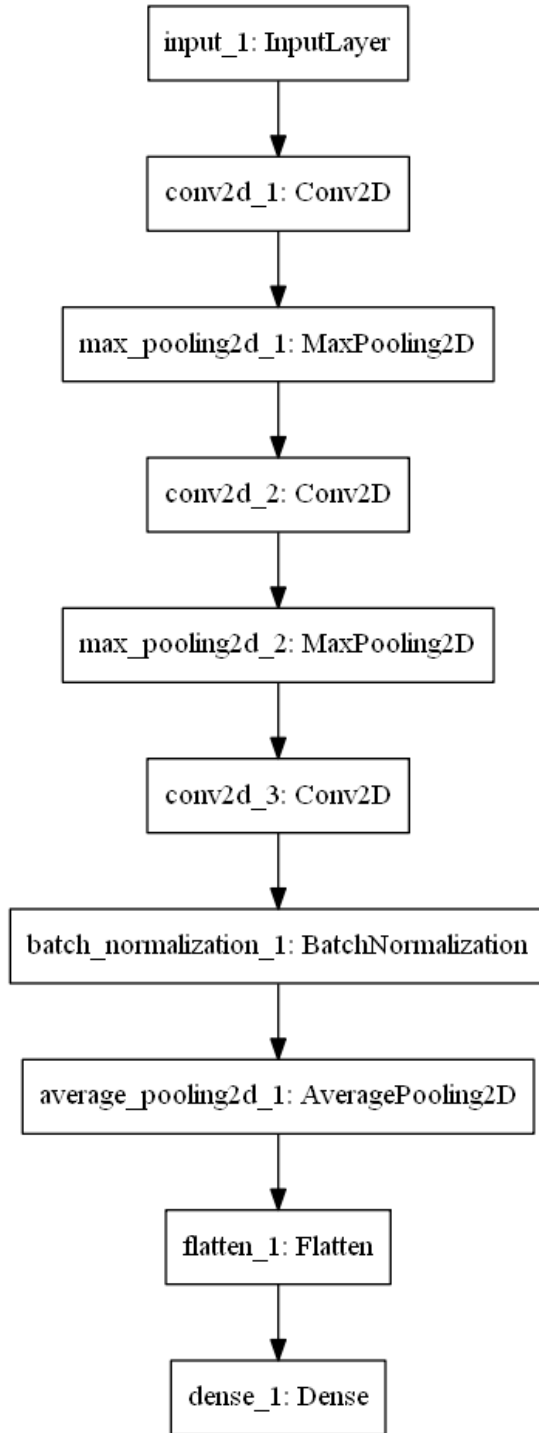 input_1: InputLayer
conv2d_1: Conv2D
max_pooling2d_1: MaxPooling2D
conv2d_2: Conv2D
max_pooling2d_2: MaxPooling2D
conv2d_3: Conv2D
batch_normalization_1: BatchNormalization
average_pooling2d_1: AveragePooling2D
flatten_1: Flatten
dense_1: Dense